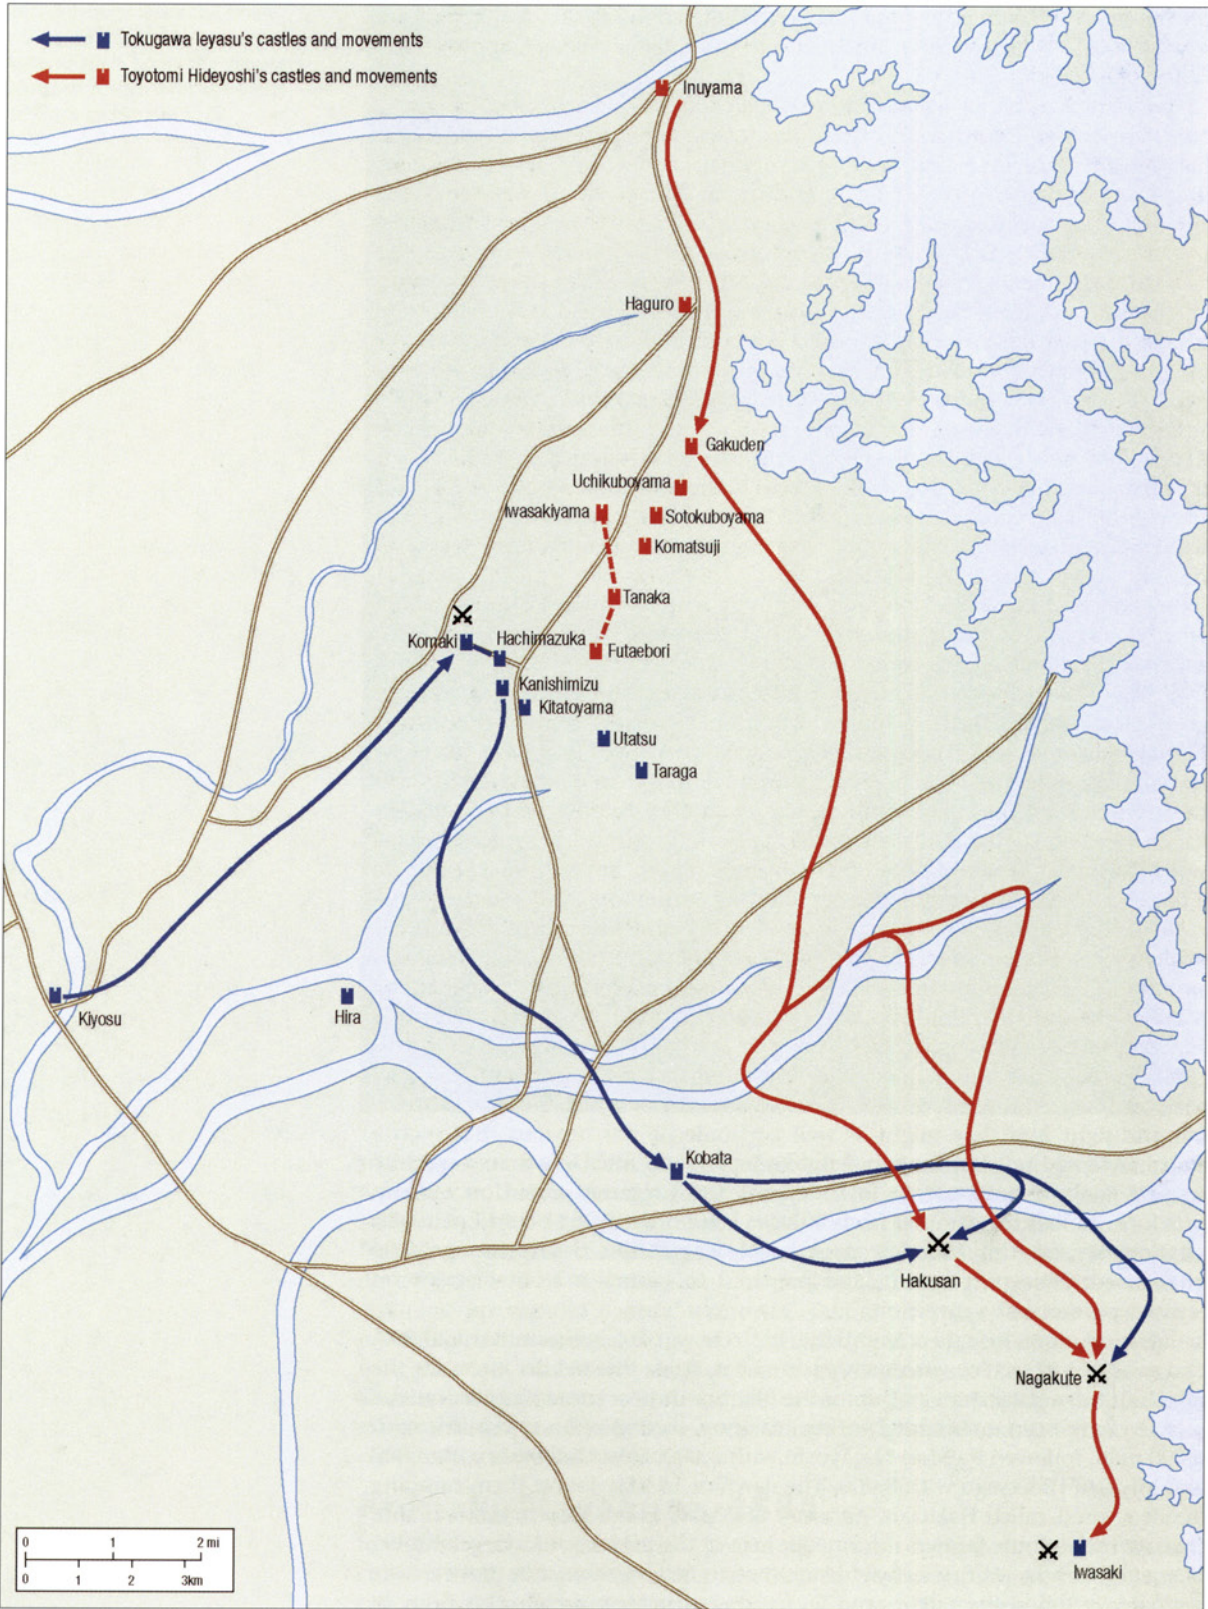 Tokugawa Ieyasu's castles and movements
Toyotomi Hideyoshi's castles and movements
Inuyama
Haguro
Gakuden
Uchikuboyama
Iwasakiyama
Sotokuboyama
Komatsuji
Tanaka
Komaki
Hachimazuka
Futaebori
Kanishimizu
Kitatoyama
Utatsu
Taraga
Kiyosu
Hira
Kobata
Hakusan
Nagakute
Iwasaki
0 1 2 mi
0 1 2 3km